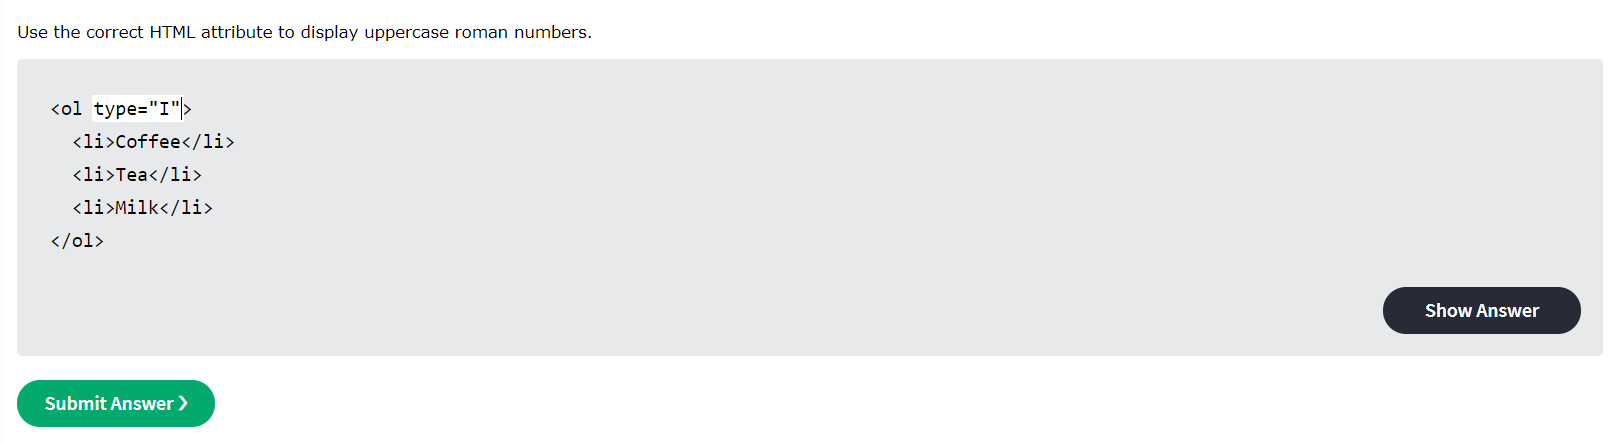 Use the correct HTML attribute to display uppercase roman numbers.
<ol type="I">
<li>Coffee</li>
<li>Tea</li>
<li>Milk</li>
</ol>
Show Answer
Submit Answer ❯